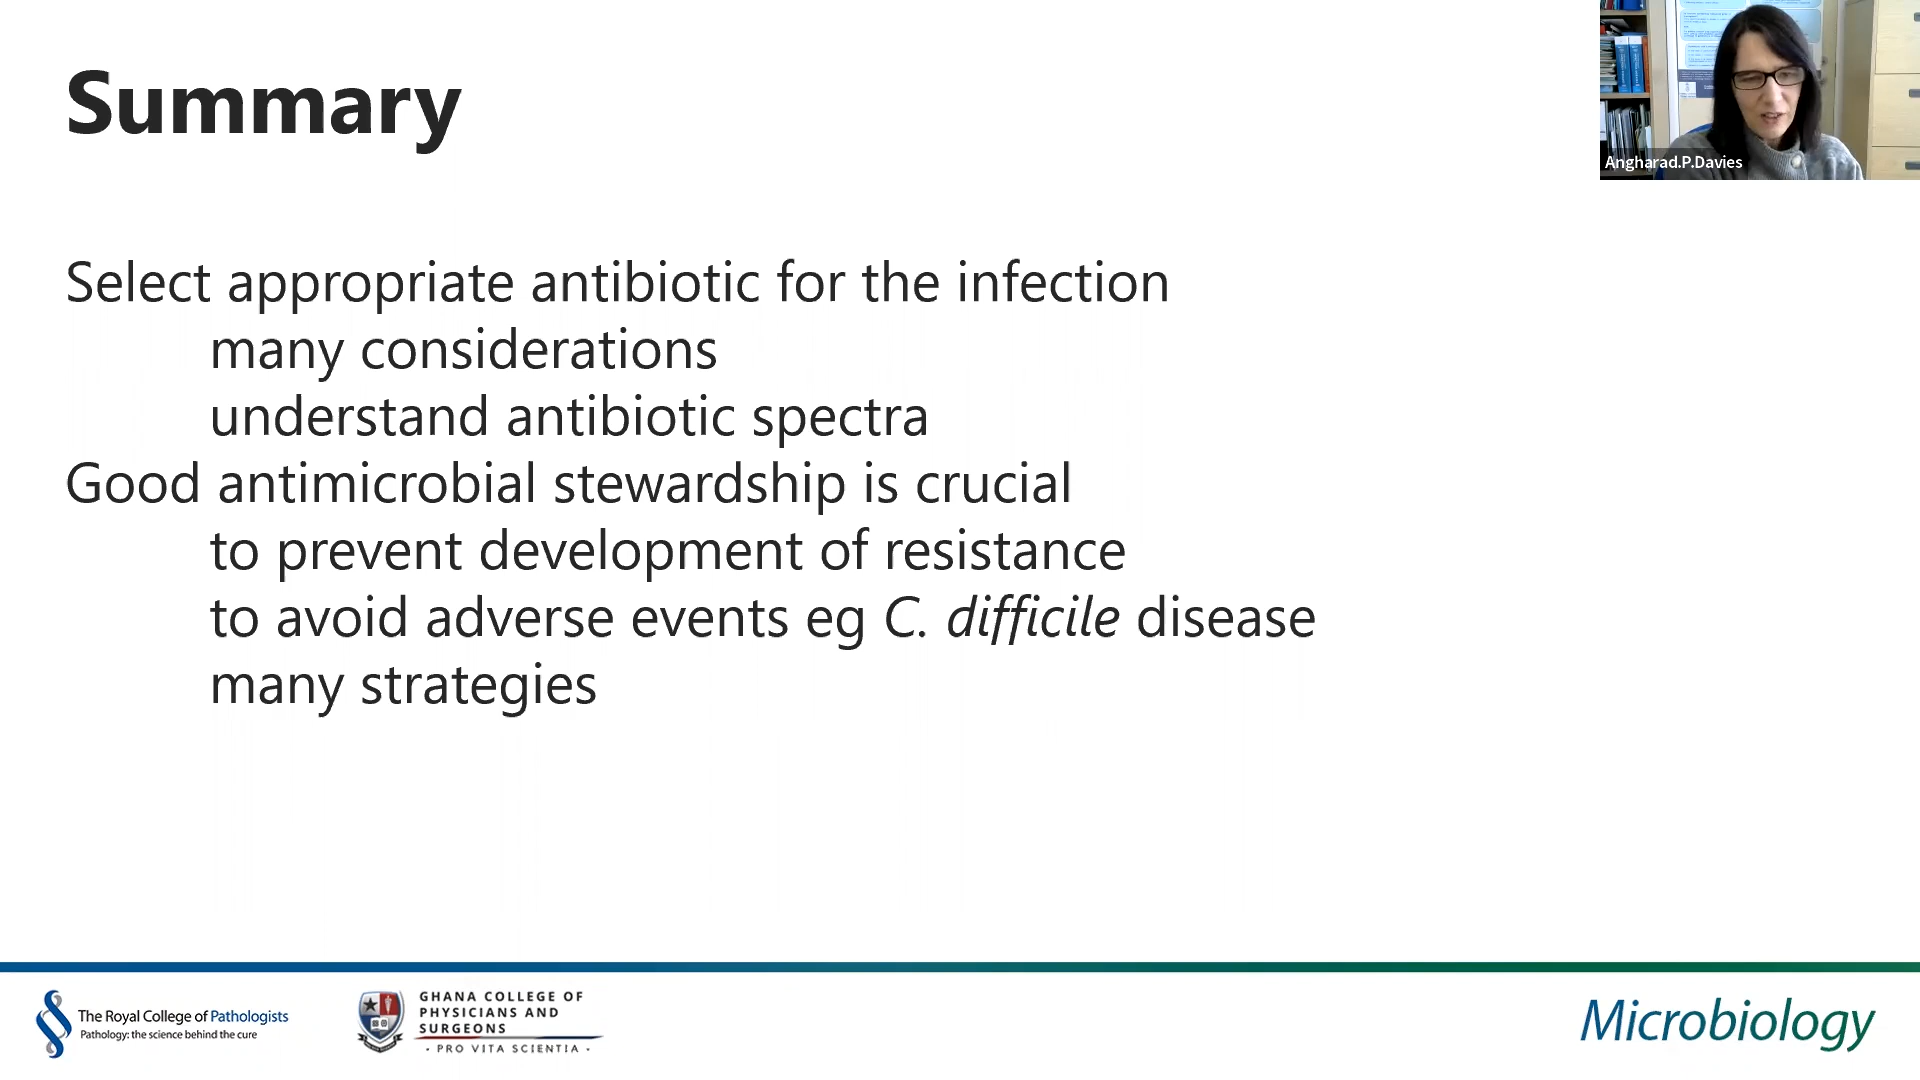 Summary
Angharad.P.Davies
Select appropriate antibiotic for the infection
many considerations
understand antibiotic spectra
Good antimicrobial stewardship is crucial
to prevent development of resistance
to avoid adverse events eg C. difficile disease
many strategies
The Royal College of Pathologists
Pathology: the science behind the cure
GHANA COLLEGE OF
PHYSICIANS AND
SURGEONS
- PRO VITA SCIENTIA -
Microbiology